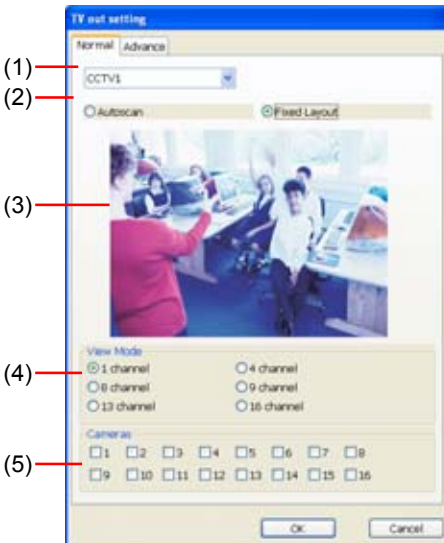 TV out setting
Normal Advance
(1)
CCTV1
(2)
Autoscan Fixed Layout
(3)
View Mode
(4)
1 channel 4 channel
8 channel 9 channel
13 channel 16 channel
Cameras
1 2 3 4 5 6 7 8
(5)
9 10 11 12 13 14 15 16
OK Cancel